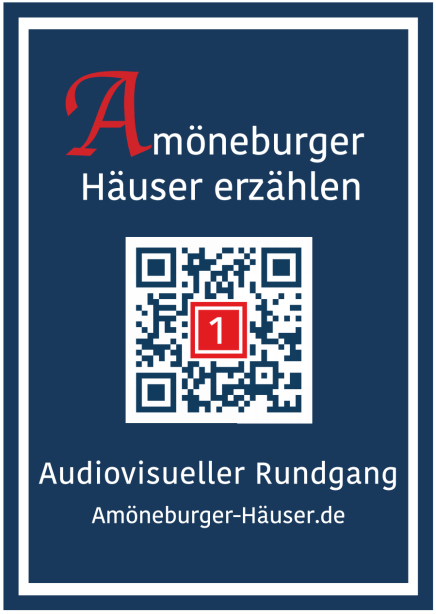 Amöneburger
Häuser erzählen
1
Audiovisueller Rundgang
Amöneburger-Häuser.de